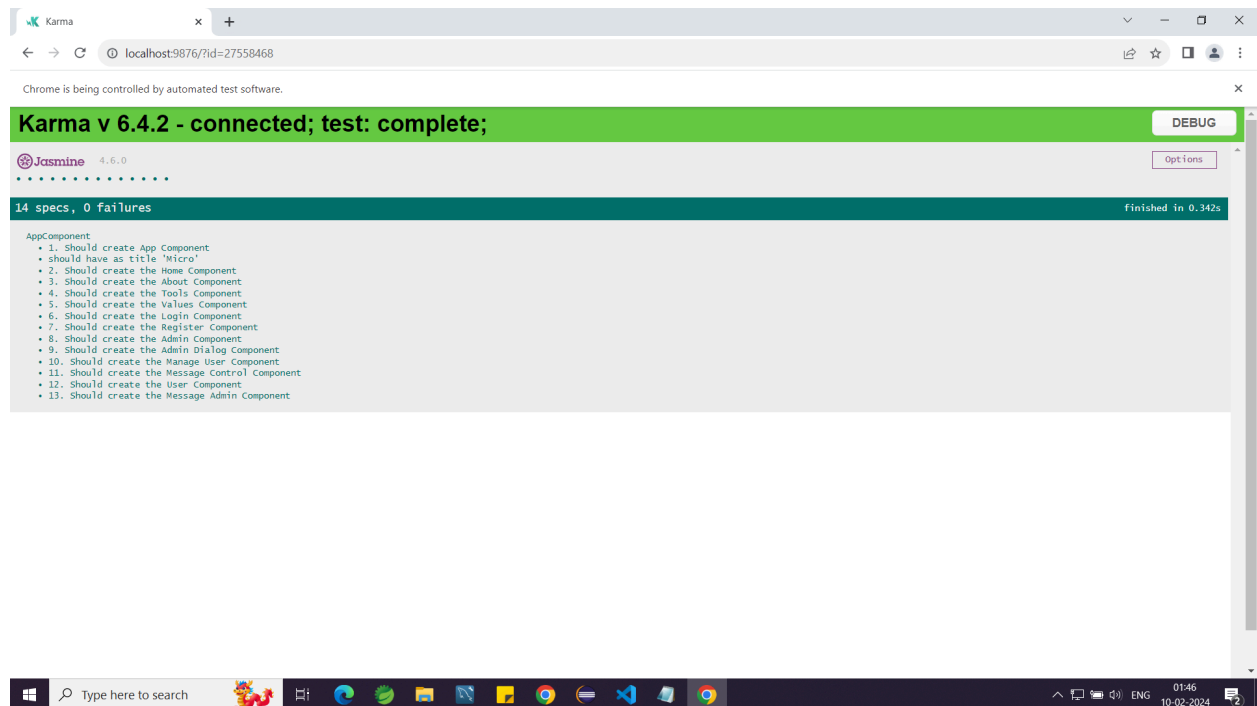 Karma
localhost:9876/?id=27558468
Chrome is being controlled by automated test software.
Karma v 6.4.2 - connected; test: complete;
DEBUG
Jasmine 4.6.0
Options
14 specs, 0 failures
finished in 0.342s
AppComponent
• 1. Should create App Component
• should have as title 'Micro'
• 2. Should create the Home Component
• 3. Should create the About Component
• 4. Should create the Tools Component
• 5. Should create the Values Component
• 6. Should create the Login Component
• 7. Should create the Register Component
• 8. Should create the Admin Component
• 9. Should create the Admin Dialog Component
• 10. Should create the Manage User Component
• 11. Should create the Message Control Component
• 12. Should create the User Component
• 13. Should create the Message Admin Component
Type here to search
ENG
01:46
10-02-2024
2